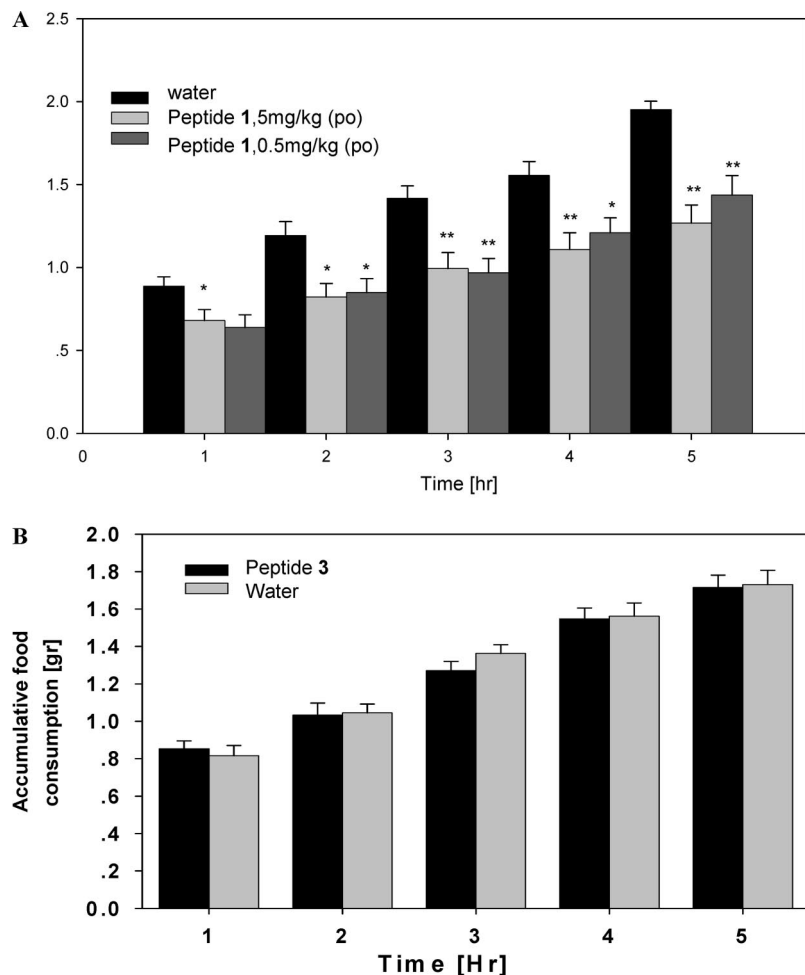 A
2.5
water
Peptide 1,5mg/kg (po)
Peptide 1,0.5mg/kg (po)
2.0
1.5
1.0
.5
0.0
* * * ** ** ** * ** **
0 1 2 3 4 5
Time [hr]
B
2.0
Peptide 3
Water
1.8
1.6
1.4
1.2
1.0
.8
.6
.4
.2
0.0
Accumulative food
consumption [gr]
1 2 3 4 5
Time [Hr]